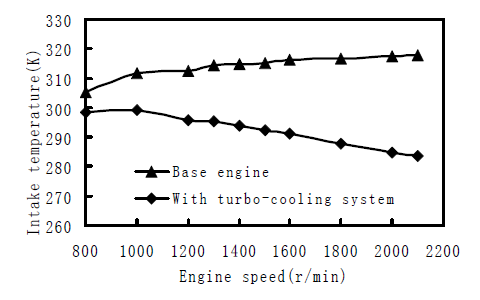 Intake temperature(K)
330
320
310
300
290
280
270
260
Base engine
With turbo-cooling system
800 1000 1200 1400 1600 1800 2000 2200
Engine speed(r/min)